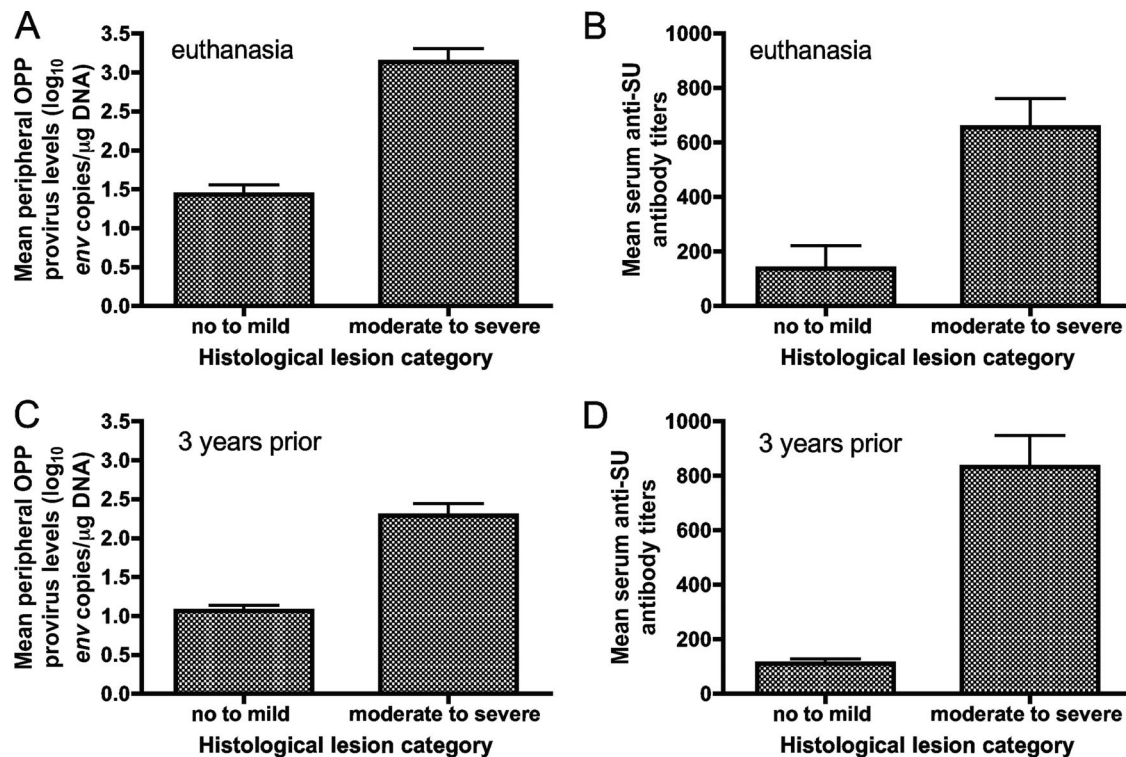 A
Mean peripheral OPP
provirus levels (log10
env copies/μg DNA)
3.5
3.0
2.5
2.0
1.5
1.0
0.5
0.0
euthanasia
no to mild
moderate to severe
Histological lesion category
B
Mean serum anti-SU
antibody titers
1000
800
600
400
200
0
euthanasia
no to mild
moderate to severe
Histological lesion category
C
Mean peripheral OPP
provirus levels (log10
env copies/μg DNA)
3.5
3.0
2.5
2.0
1.5
1.0
0.5
0.0
3 years prior
no to mild
moderate to severe
Histological lesion category
D
Mean serum anti-SU
antibody titers
1000
800
600
400
200
0
3 years prior
no to mild
moderate to severe
Histological lesion category